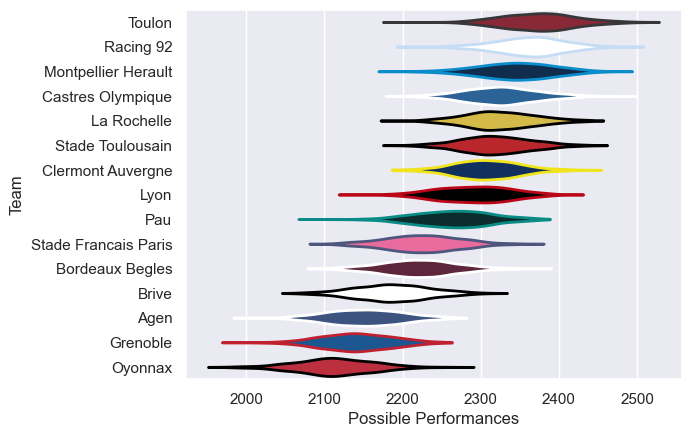 Toulon
Racing 92
Montpellier Herault
Castres Olympique
La Rochelle
Stade Toulousain
Clermont Auvergne
Lyon
Pau
Stade Francais Paris
Bordeaux Begles
Brive
Agen
Grenoble
Oyonnax
Team
2000 2100 2200 2300 2400 2500
Possible Performances